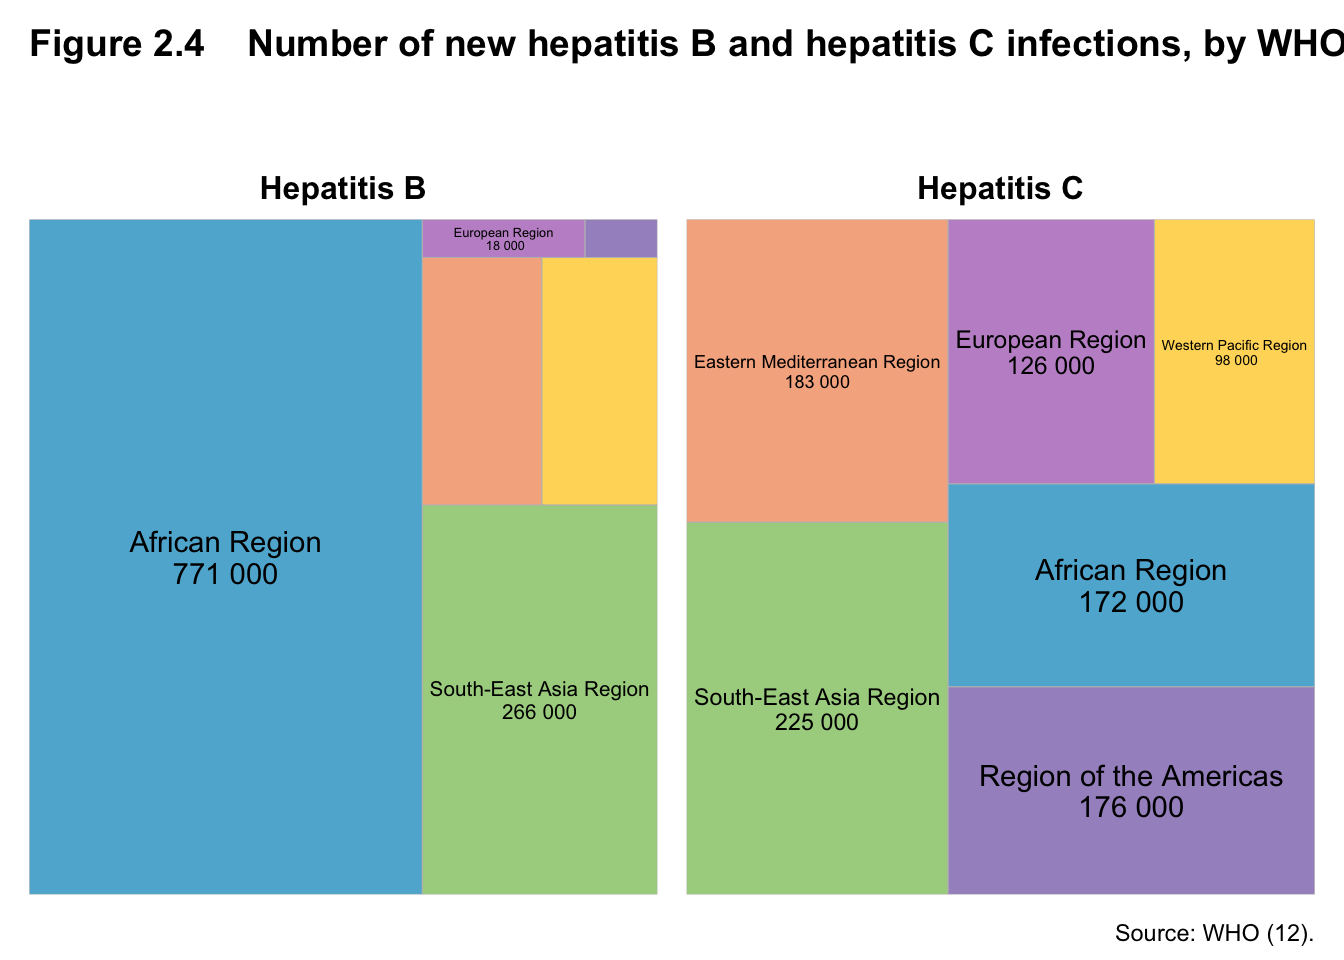 Figure 2.4 Number of new hepatitis B and hepatitis C infections, by WHO
Hepatitis B
European Region
18 000
African Region
771 000
South-East Asia Region
266 000
Hepatitis C
Eastern Mediterranean Region
183 000
European Region
126 000
Western Pacific Region
98 000
African Region
172 000
South-East Asia Region
225 000
Region of the Americas
176 000
Source: WHO (12).